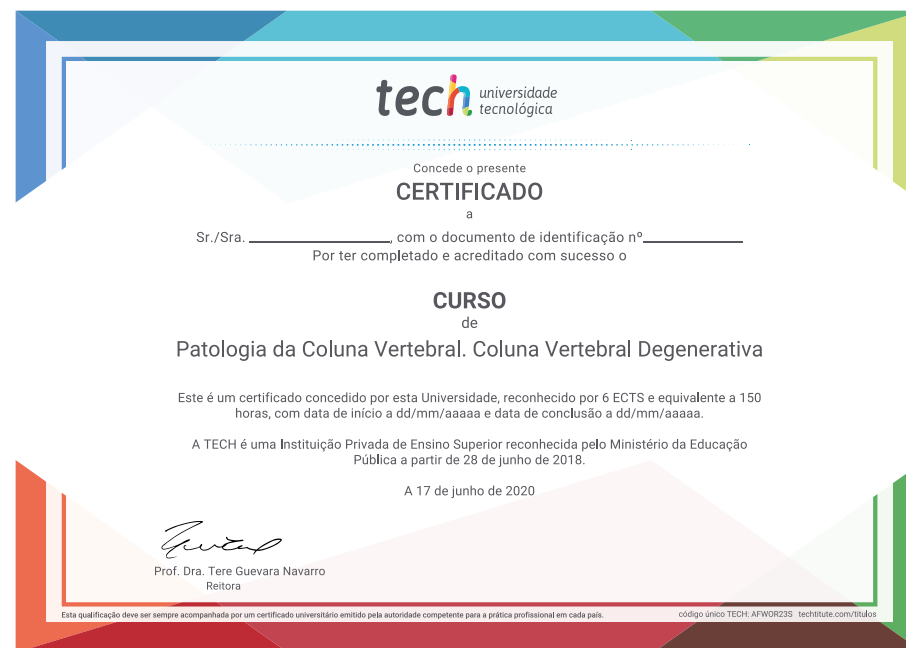 tech universidade
tecnológica
Concede o presente
CERTIFICADO
a
Sr./Sra. ____________________, com o documento de identificação nº______________
Por ter completado e acreditado com sucesso o
CURSO
de
Patologia da Coluna Vertebral. Coluna Vertebral Degenerativa
Este é um certificado concedido por esta Universidade, reconhecido por 6 ECTS e equivalente a 150
horas, com data de início a dd/mm/aaaaa e data de conclusão a dd/mm/aaaaa.
A TECH é uma Instituição Privada de Ensino Superior reconhecida pelo Ministério da Educação
Pública a partir de 28 de junho de 2018.
A 17 de junho de 2020
Prof. Dra. Tere Guevara Navarro
Reitora
Esta qualificação deve ser sempre acompanhada por um certificado universitário emitido pela autoridade competente para a prática profissional em cada país.
código único TECH: AFWOR23S techtitute.com/titulos